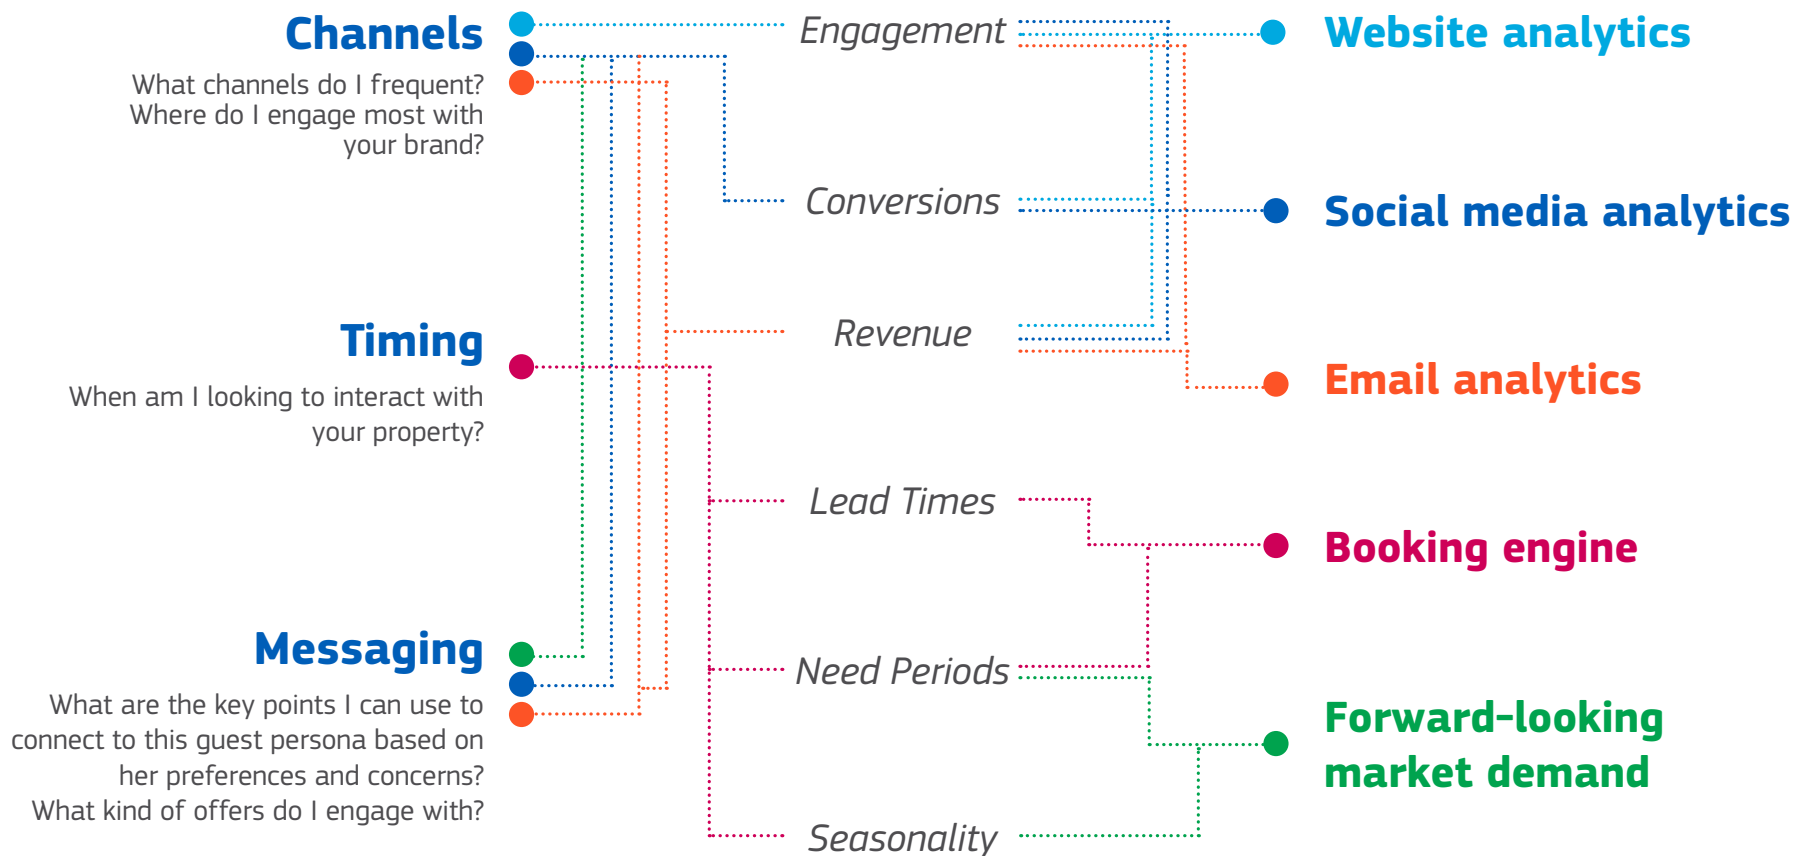 Channels
What channels do I frequent?
Where do I engage most with
your brand?
Timing
When am I looking to interact with
your property?
Messaging
What are the key points I can use to
connect to this guest persona based on
her preferences and concerns?
What kind of offers do I engage with?
Engagement
Conversions
Revenue
Lead Times
Need Periods
Seasonality
Website analytics
Social media analytics
Email analytics
Booking engine
Forward-looking
market demand